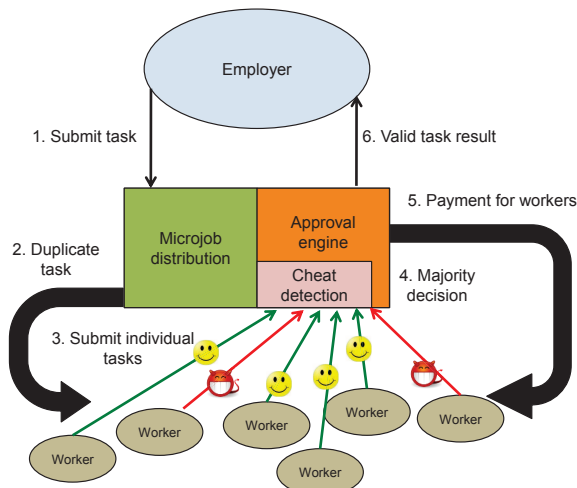 Employer
1. Submit task
6. Valid task result
5. Payment for workers
Microjob
distribution
Approval
engine
2. Duplicate
task
Cheat
detection
4. Majority
decision
3. Submit individual
tasks
Worker
Worker
Worker
Worker
Worker
Worker